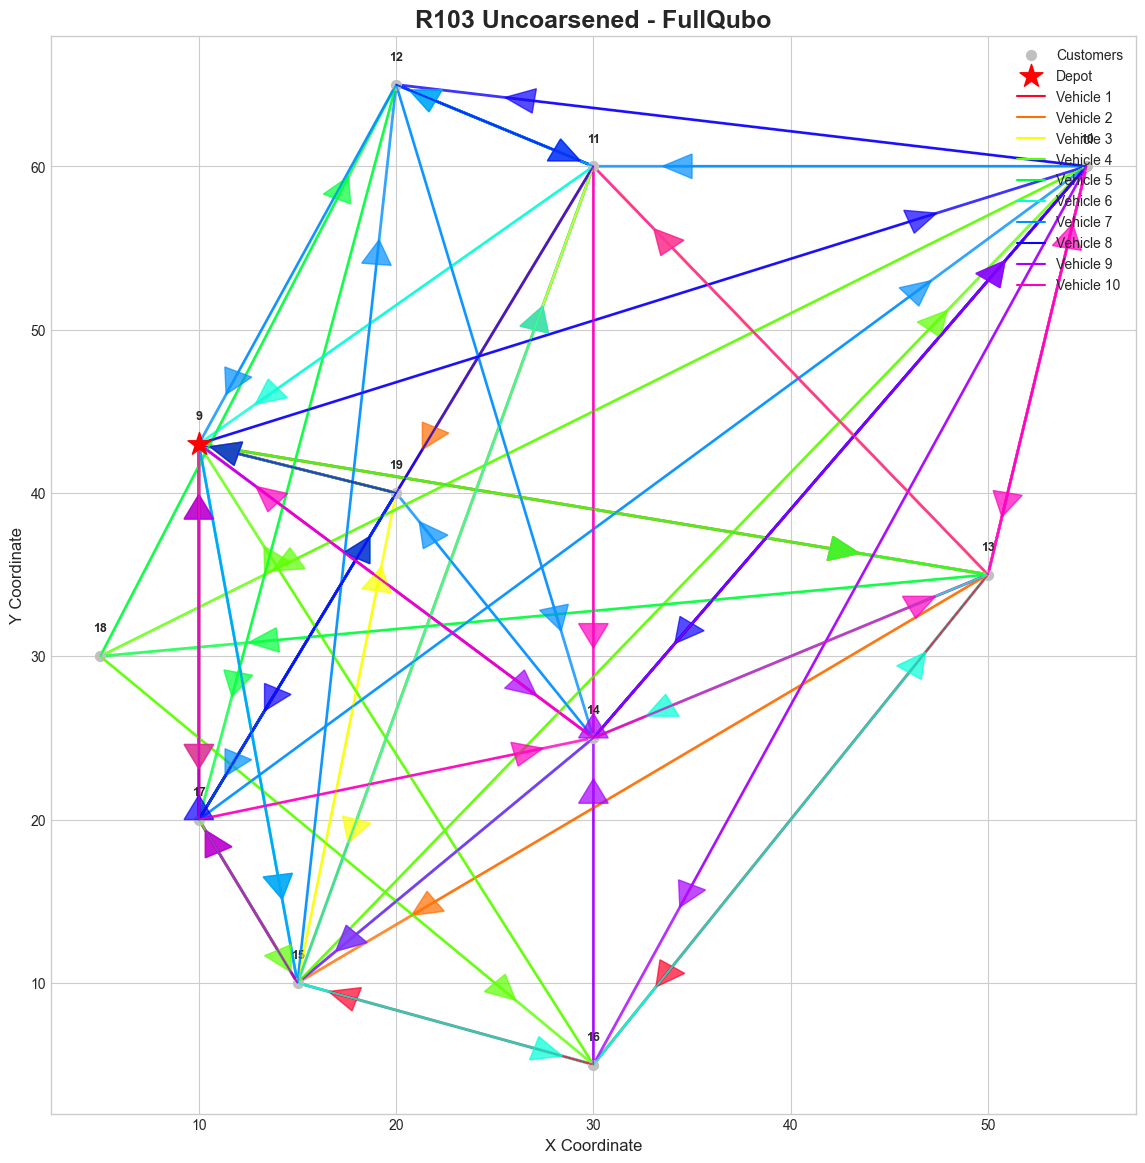 R103 Uncoarsened - FullQubo
Customers
Depot
Vehicle 1
Vehicle 2
Vehicle 3
Vehicle 4
Vehicle 5
Vehicle 6
Vehicle 7
Vehicle 8
Vehicle 9
Vehicle 10
12
11
10
9
19
13
18
14
17
15
16
60
50
40
30
20
10
Y Coordinate
10
20
30
40
50
X Coordinate